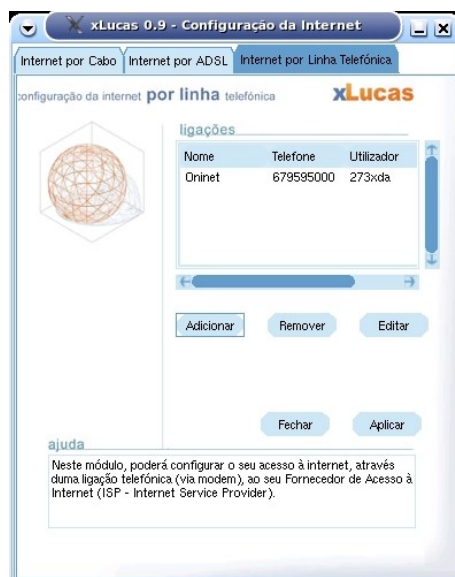 xLucas 0.9 - Configuração da Internet
Internet por Cabo Internet por ADSL Internet por Linha Telefónica
configuração da internet por linha telefónica xLucas
ligações
Nome Telefone Utilizador
Oninet 679595000 273xda
Adicionar Remover Editar
Fechar Aplicar
ajuda
Neste módulo, poderá configurar o seu acesso à internet, através
duma ligação telefónica (via modem), ao seu Fornecedor de Acesso à
Internet (ISP - Internet Service Provider).